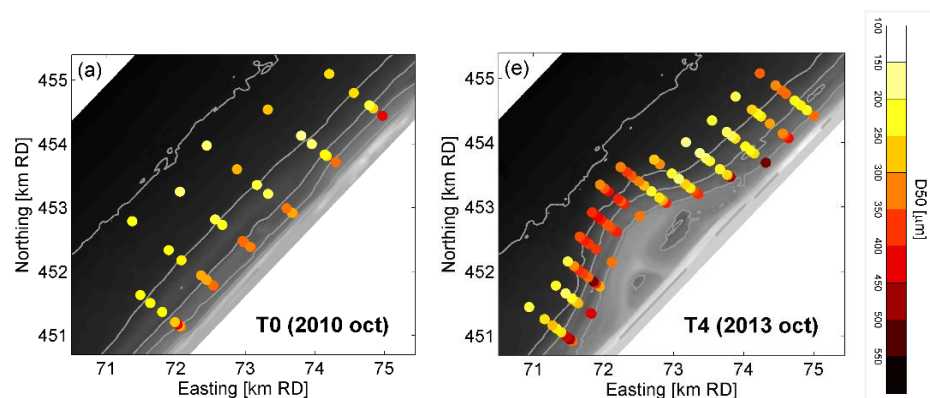 (a)
455
454
453
452
451
Northing [km RD]
T0 (2010 oct)
71 72 73 74 75
Easting [km RD]
(e)
455
454
453
452
451
Northing [km RD]
T4 (2013 oct)
71 72 73 74 75
Easting [km RD]
100
150
200
250
300
350
400
450
500
550
D50 [µm]